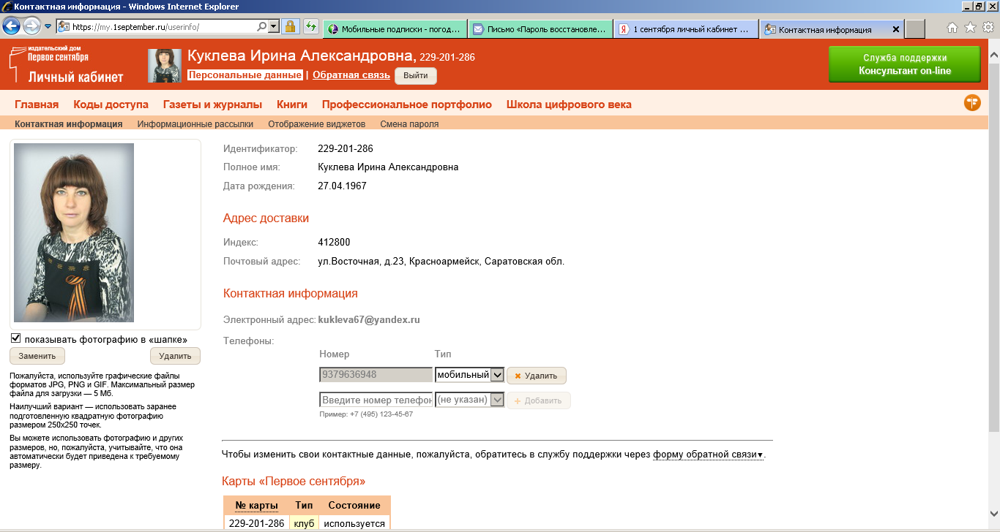 Контактная информация - Windows Internet Explorer
https://my.1september.ru/userinfo/
Мобильные подписки - погод...
Письмо «Пароль восстановле...
1 сентября личный кабинет ...
Контактная информация
издательский дом
Первое сентября
Личный кабинет
Куклева Ирина Александровна, 229-201-286
Персональные данные | Обратная связь Выйти
Служба поддержки
Консультант on-line
Главная Коды доступа Газеты и журналы Книги Профессиональное портфолио Школа цифрового века
Контактная информация Информационные рассылки Отображение виджетов Смена пароля
Идентификатор: 229-201-286
Полное имя: Куклева Ирина Александровна
Дата рождения: 27.04.1967
Адрес доставки
Индекс: 412800
Почтовый адрес: ул.Восточная, д.23, Красноармейск, Саратовская обл.
Контактная информация
Электронный адрес: kukleva67@yandex.ru
Телефоны:
Номер Тип
9379636948 мобильный Удалить
Введите номер телефон (не указан) Добавить
Пример: +7 (495) 123-45-67
показывать фотографию в «шапке»
Заменить Удалить
Пожалуйста, используйте графические файлы
форматов JPG, PNG и GIF. Максимальный размер
файла для загрузки — 5 Мб.
Наилучший вариант — использовать заранее
подготовленную квадратную фотографию
размером 250x250 точек.
Вы можете использовать фотографию и других
размеров, но, пожалуйста, учитывайте, что она
автоматически будет приведена к требуемому
размеру.
Чтобы изменить свои контактные данные, пожалуйста, обратитесь в службу поддержки через форму обратной связи▼.
Карты «Первое сентября»
№ карты Тип Состояние
229-201-286 клуб используется